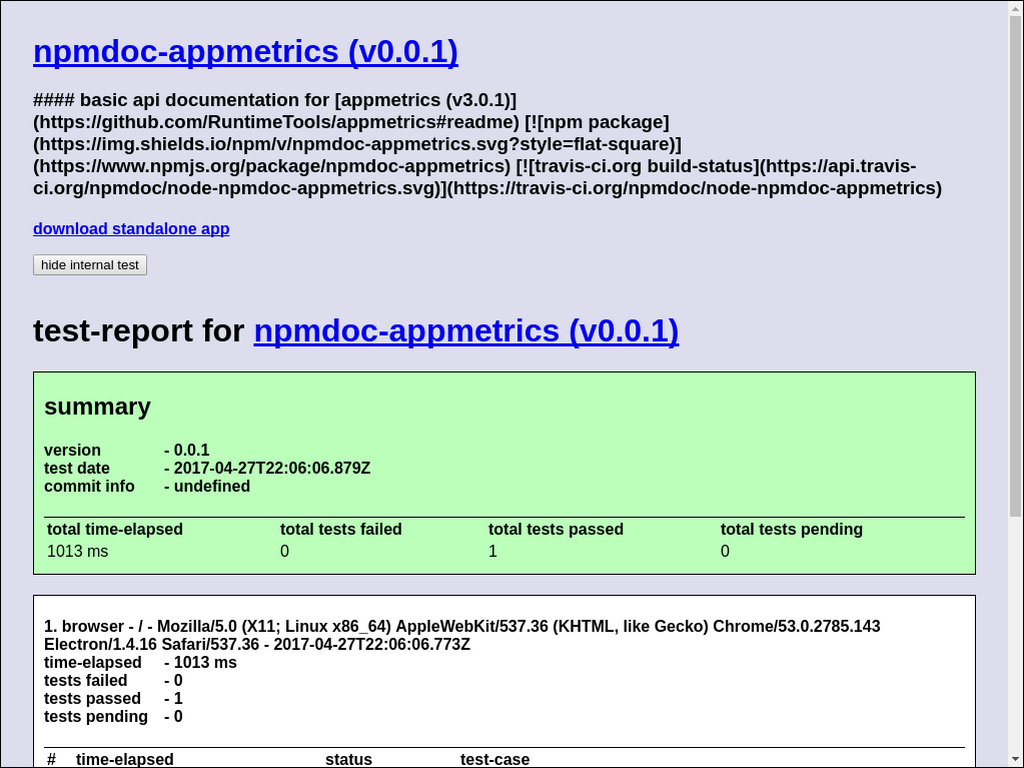 npmdoc-appmetrics (v0.0.1)
#### basic api documentation for [appmetrics (v3.0.1)]
(https://github.com/RuntimeTools/appmetrics#readme) [![npm package]
(https://img.shields.io/npm/v/npmdoc-appmetrics.svg?style=flat-square)]
(https://www.npmjs.org/package/npmdoc-appmetrics) [![travis-ci.org build-status](https://api.travis-
ci.org/npmdoc/node-npmdoc-appmetrics.svg)](https://travis-ci.org/npmdoc/node-npmdoc-appmetrics)
download standalone app
hide internal test
test-report for npmdoc-appmetrics (v0.0.1)
summary
version - 0.0.1
test date - 2017-04-27T22:06:06.879Z
commit info - undefined
total time-elapsed total tests failed total tests passed total tests pending
1013 ms 0 1 0
1. browser - / - Mozilla/5.0 (X11; Linux x86_64) AppleWebKit/537.36 (KHTML, like Gecko) Chrome/53.0.2785.143
Electron/1.4.16 Safari/537.36 - 2017-04-27T22:06:06.773Z
time-elapsed - 1013 ms
tests failed - 0
tests passed - 1
tests pending - 0
# time-elapsed status test-case